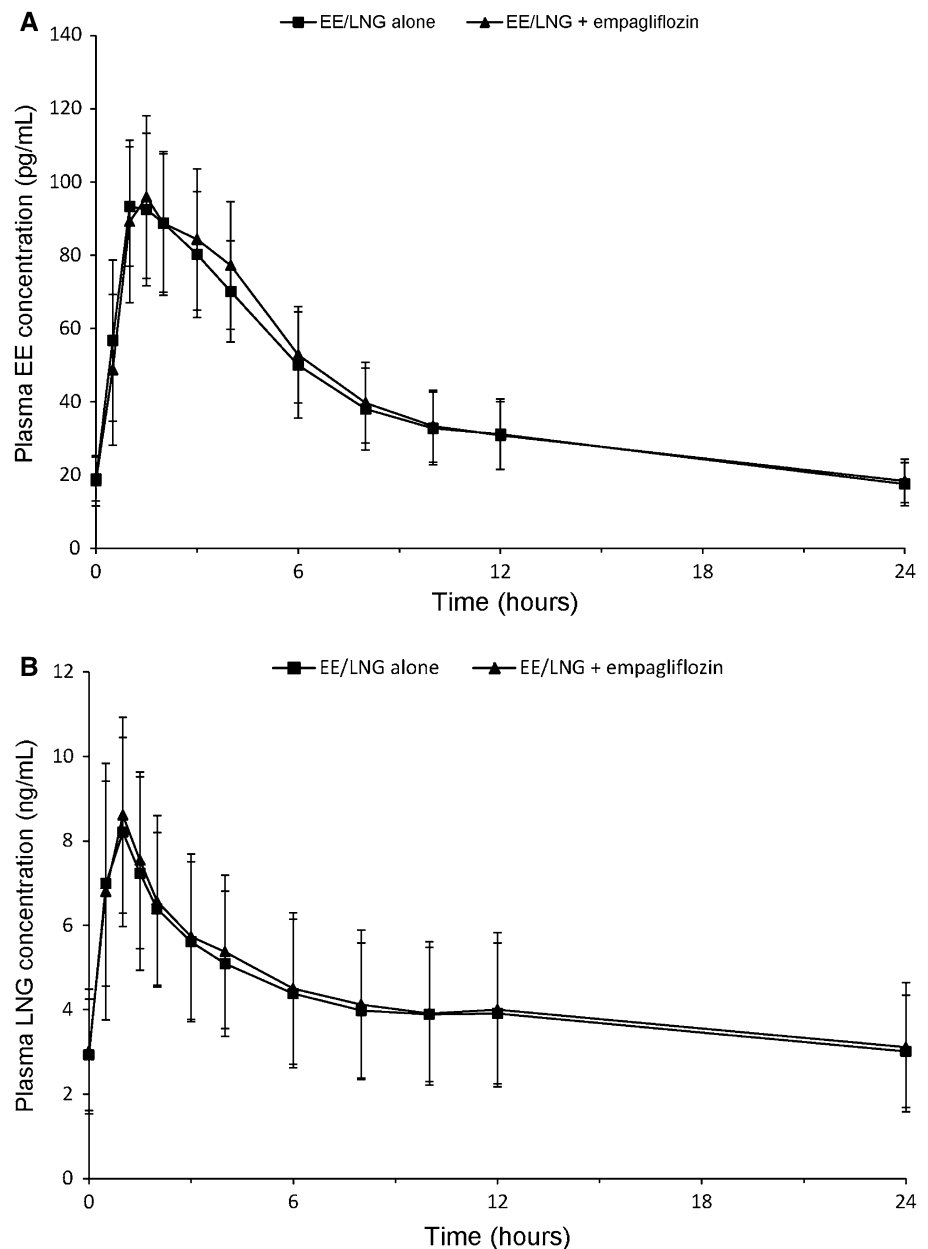 A
EE/LNG alone
EE/LNG + empagliflozin
140
120
100
80
60
40
20
0
Plasma EE concentration (pg/mL)
0
6
12
18
24
Time (hours)
B
EE/LNG alone
EE/LNG + empagliflozin
12
10
8
6
4
2
0
Plasma LNG concentration (ng/mL)
0
6
12
18
24
Time (hours)